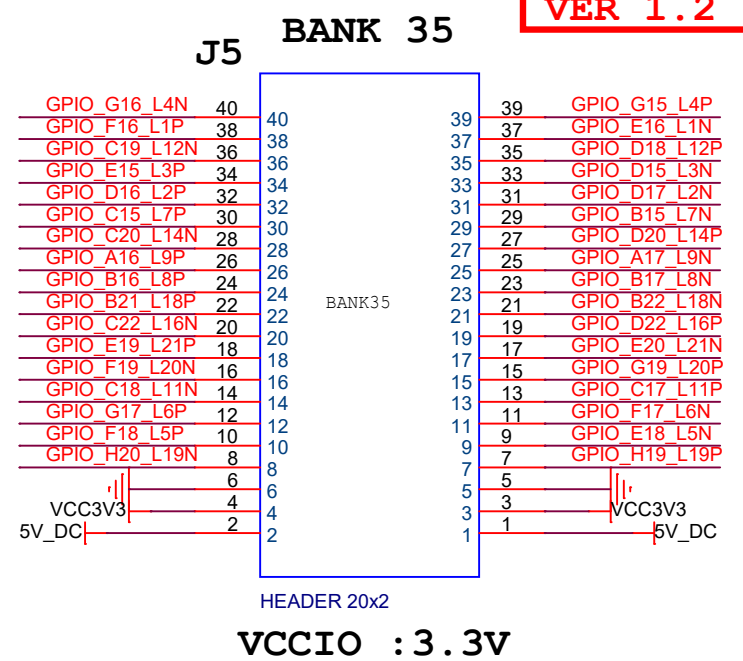 VER 1.2
BANK 35
J5
GPIO_G16_L4N 40 40 39 39 GPIO_G15_L4P
GPIO_F16_L1P 38 38 37 37 GPIO_E16_L1N
GPIO_C19_L12N 36 36 35 35 GPIO_D18_L12P
GPIO_E15_L3P 34 34 33 33 GPIO_D15_L3N
GPIO_D16_L2P 32 32 31 31 GPIO_D17_L2N
GPIO_C15_L7P 30 30 29 29 GPIO_B15_L7N
GPIO_C20_L14N 28 28 27 27 GPIO_D20_L14P
GPIO_A16_L9P 26 26 25 25 GPIO_A17_L9N
GPIO_B16_L8P 24 24 23 23 GPIO_B17_L8N
GPIO_B21_L18P 22 22 BANK35 21 21 GPIO_B22_L18N
GPIO_C22_L16N 20 20 19 19 GPIO_D22_L16P
GPIO_E19_L21P 18 18 17 17 GPIO_E20_L21N
GPIO_F19_L20N 16 16 15 15 GPIO_G19_L20P
GPIO_C18_L11N 14 14 13 13 GPIO_C17_L11P
GPIO_G17_L6P 12 12 11 11 GPIO_F17_L6N
GPIO_F18_L5P 10 10 9 9 GPIO_E18_L5N
GPIO_H20_L19N 8 8 7 7 GPIO_H19_L19P
6 6 5 5
VCC3V3 4 4 3 3 VCC3V3
5V_DC 2 2 1 1 5V_DC
HEADER 20x2
VCCIO :3.3V